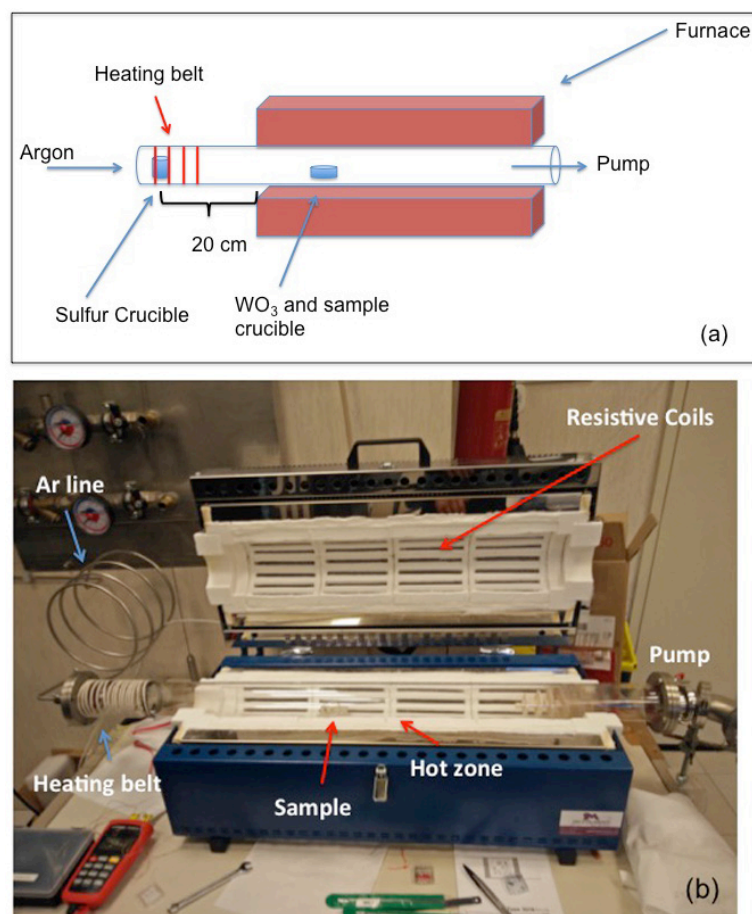 Furnace
Heating belt
Argon
Pump
20 cm
Sulfur Crucible
WO₃ and sample
crucible
(a)
Resistive Coils
Ar line
Pump
Heating belt
Sample
Hot zone
(b)